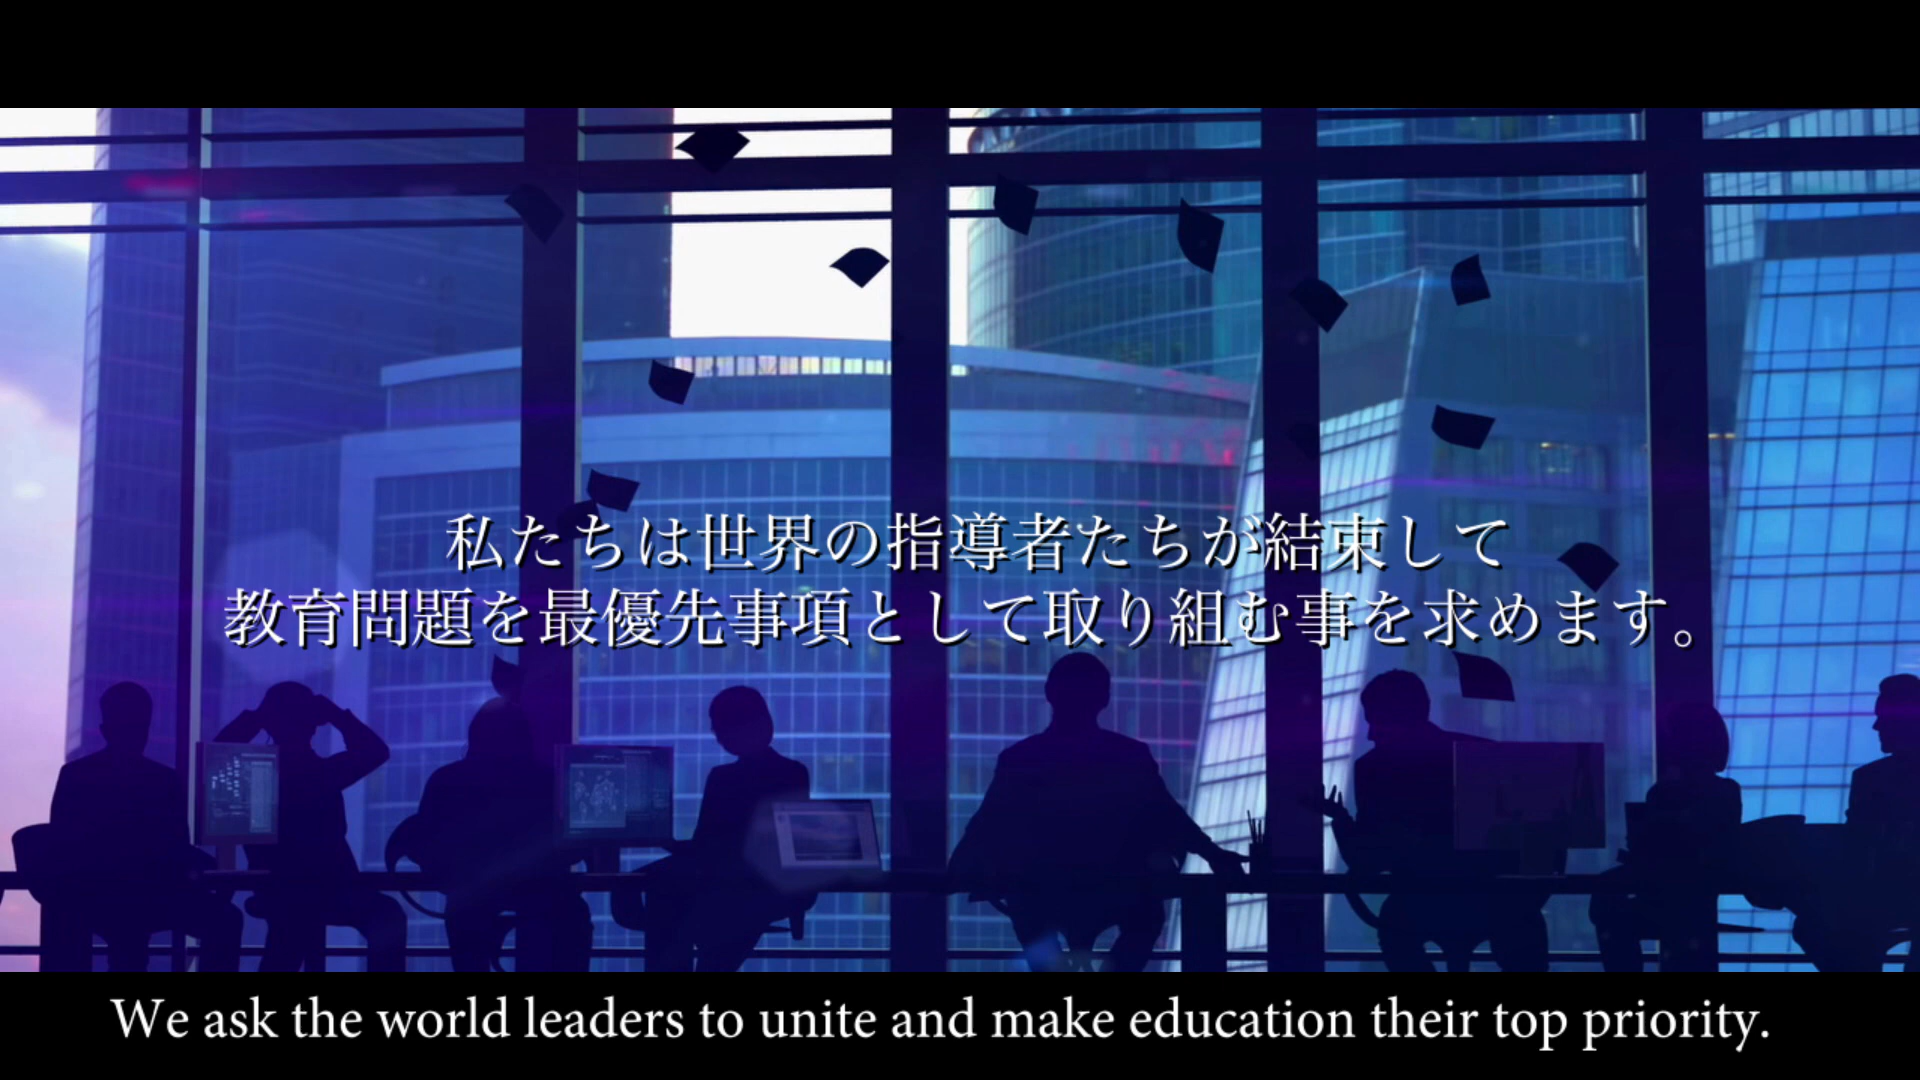 私たちは世界の指導者たちが結束して
教育問題を最優先事項として取り組む事を求めます。
We ask the world leaders to unite and make education their top priority.